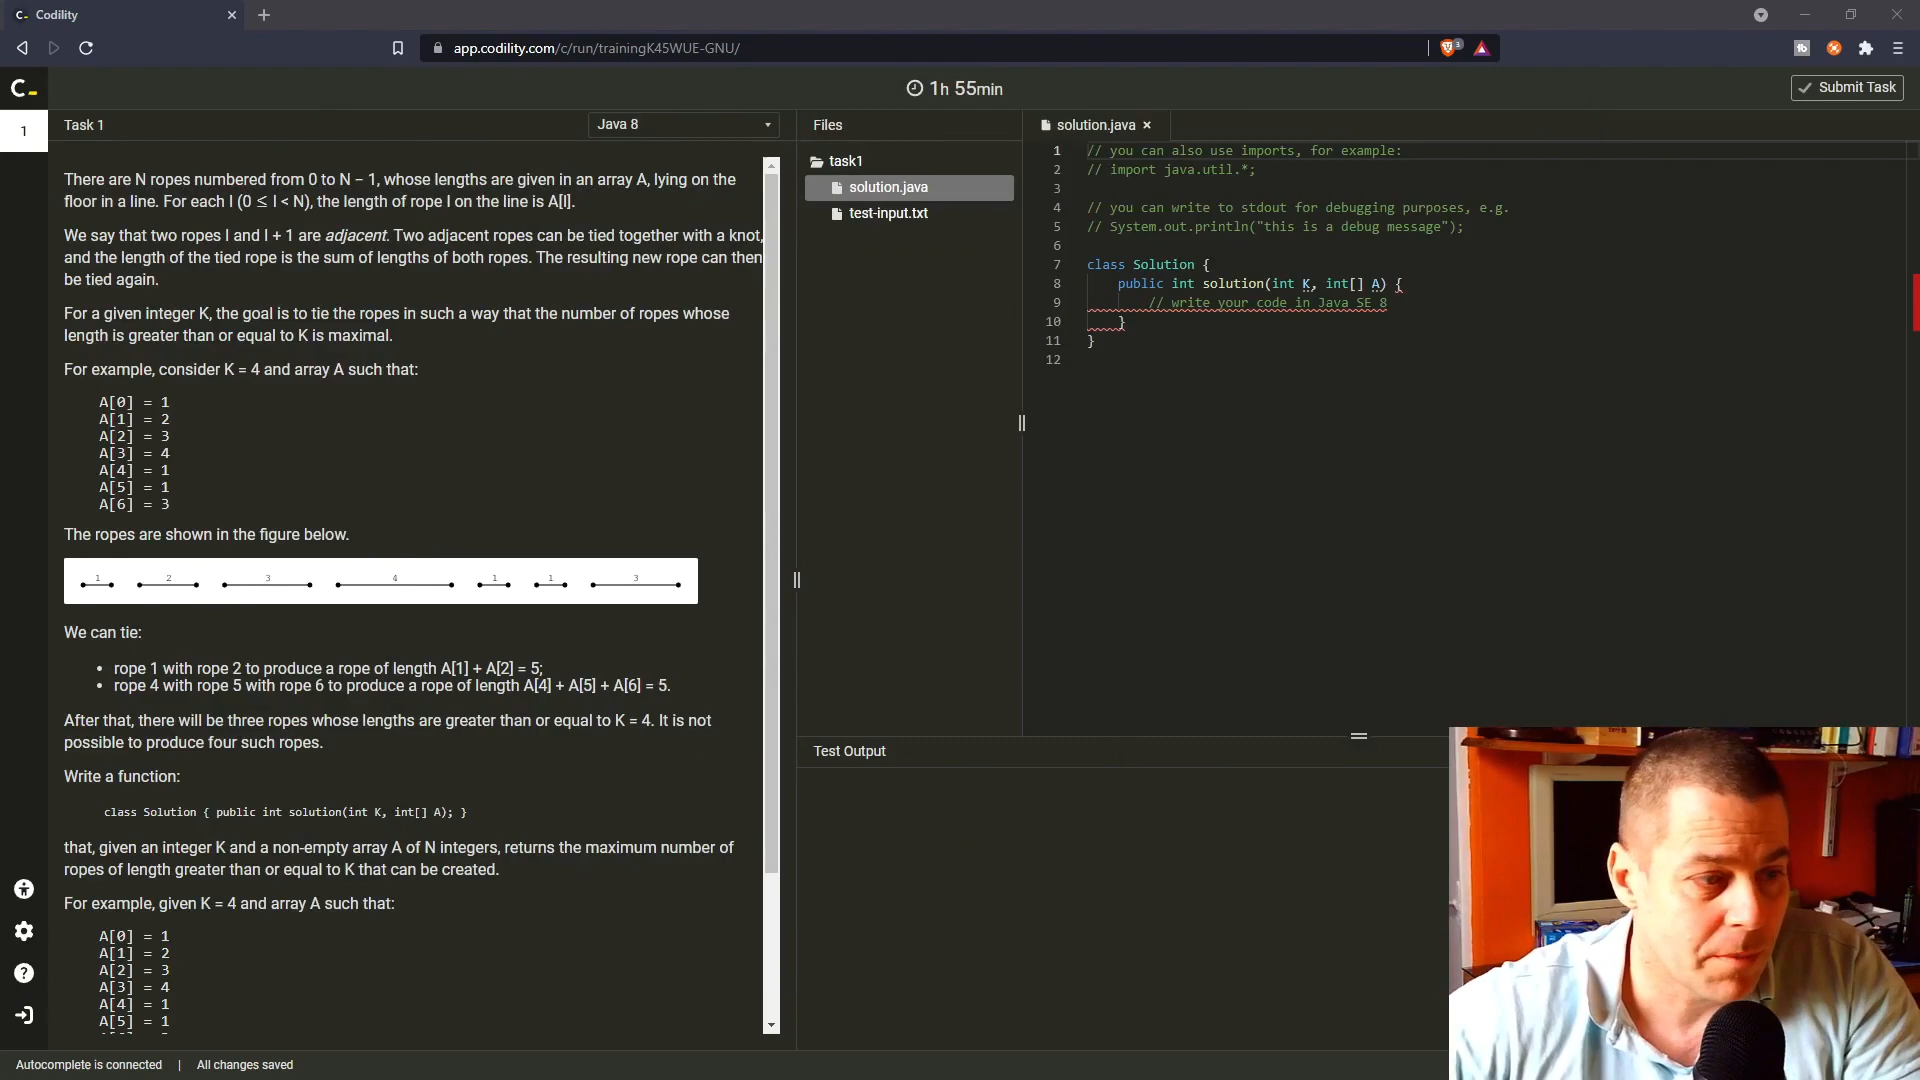 Codility
app.codility.com/c/run/trainingK45WUE-GNU/
3
C_
1h 55min
Submit Task
1
Task 1
Java 8
Files
solution.java
task1
solution.java
test-input.txt
There are N ropes numbered from 0 to N − 1, whose lengths are given in an array A, lying on the
floor in a line. For each I (0 ≤ I < N), the length of rope I on the line is A[I].
We say that two ropes I and I + 1 are adjacent. Two adjacent ropes can be tied together with a knot,
and the length of the tied rope is the sum of lengths of both ropes. The resulting new rope can then
be tied again.
For a given integer K, the goal is to tie the ropes in such a way that the number of ropes whose
length is greater than or equal to K is maximal.
For example, consider K = 4 and array A such that:
A[0] = 1
A[1] = 2
A[2] = 3
A[3] = 4
A[4] = 1
A[5] = 1
A[6] = 3
The ropes are shown in the figure below.
1 2 3 4 1 1 3
We can tie:
• rope 1 with rope 2 to produce a rope of length A[1] + A[2] = 5;
• rope 4 with rope 5 with rope 6 to produce a rope of length A[4] + A[5] + A[6] = 5.
After that, there will be three ropes whose lengths are greater than or equal to K = 4. It is not
possible to produce four such ropes.
Write a function:
class Solution { public int solution(int K, int[] A); }
that, given an integer K and a non-empty array A of N integers, returns the maximum number of
ropes of length greater than or equal to K that can be created.
For example, given K = 4 and array A such that:
A[0] = 1
A[1] = 2
A[2] = 3
A[3] = 4
A[4] = 1
A[5] = 1
1 // you can also use imports, for example:
2 // import java.util.*;
3
4 // you can write to stdout for debugging purposes, e.g.
5 // System.out.println("this is a debug message");
6
7 class Solution {
8 public int solution(int K, int[] A) {
9 // write your code in Java SE 8
10 }
11 }
12
Test Output
Autocomplete is connected | All changes saved